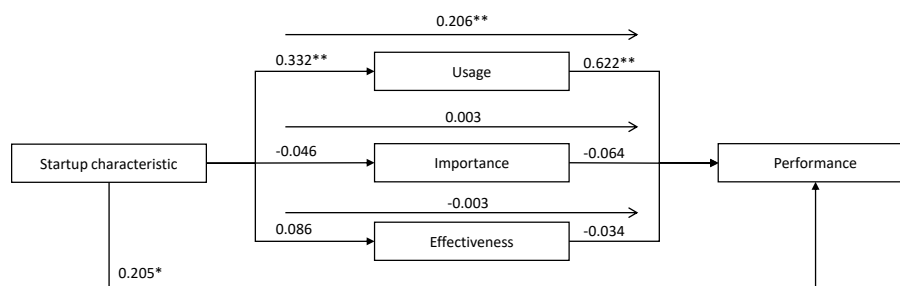 0.206**
0.332**
Usage
0.622**
0.003
Startup characteristic
-0.046
Importance
-0.064
Performance
-0.003
0.086
Effectiveness
-0.034
0.205*